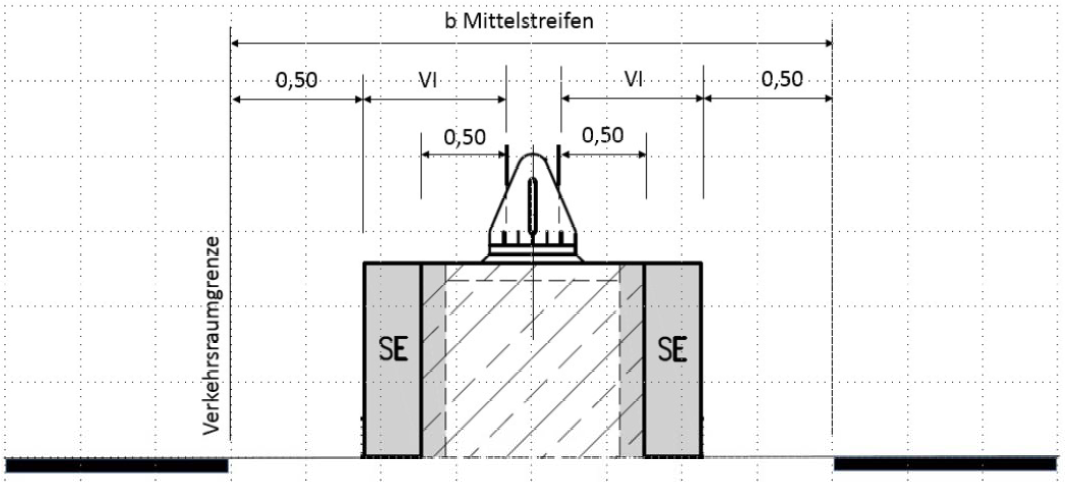 b Mittelstreifen
0,50 VI VI 0,50
0,50 0,50
Verkehrsraumgrenze
SE SE